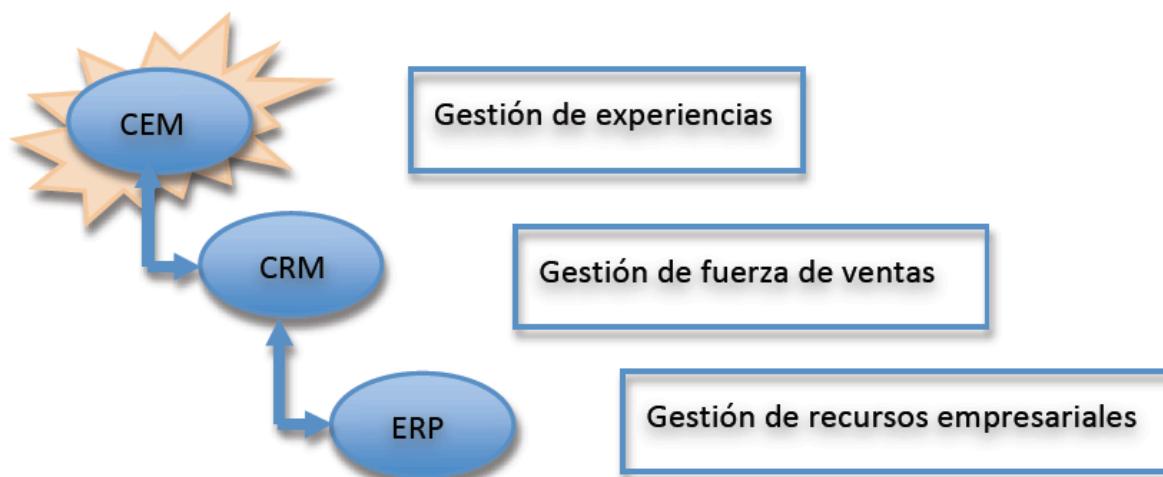 CEM
Gestión de experiencias
CRM
Gestión de fuerza de ventas
ERP
Gestión de recursos empresariales